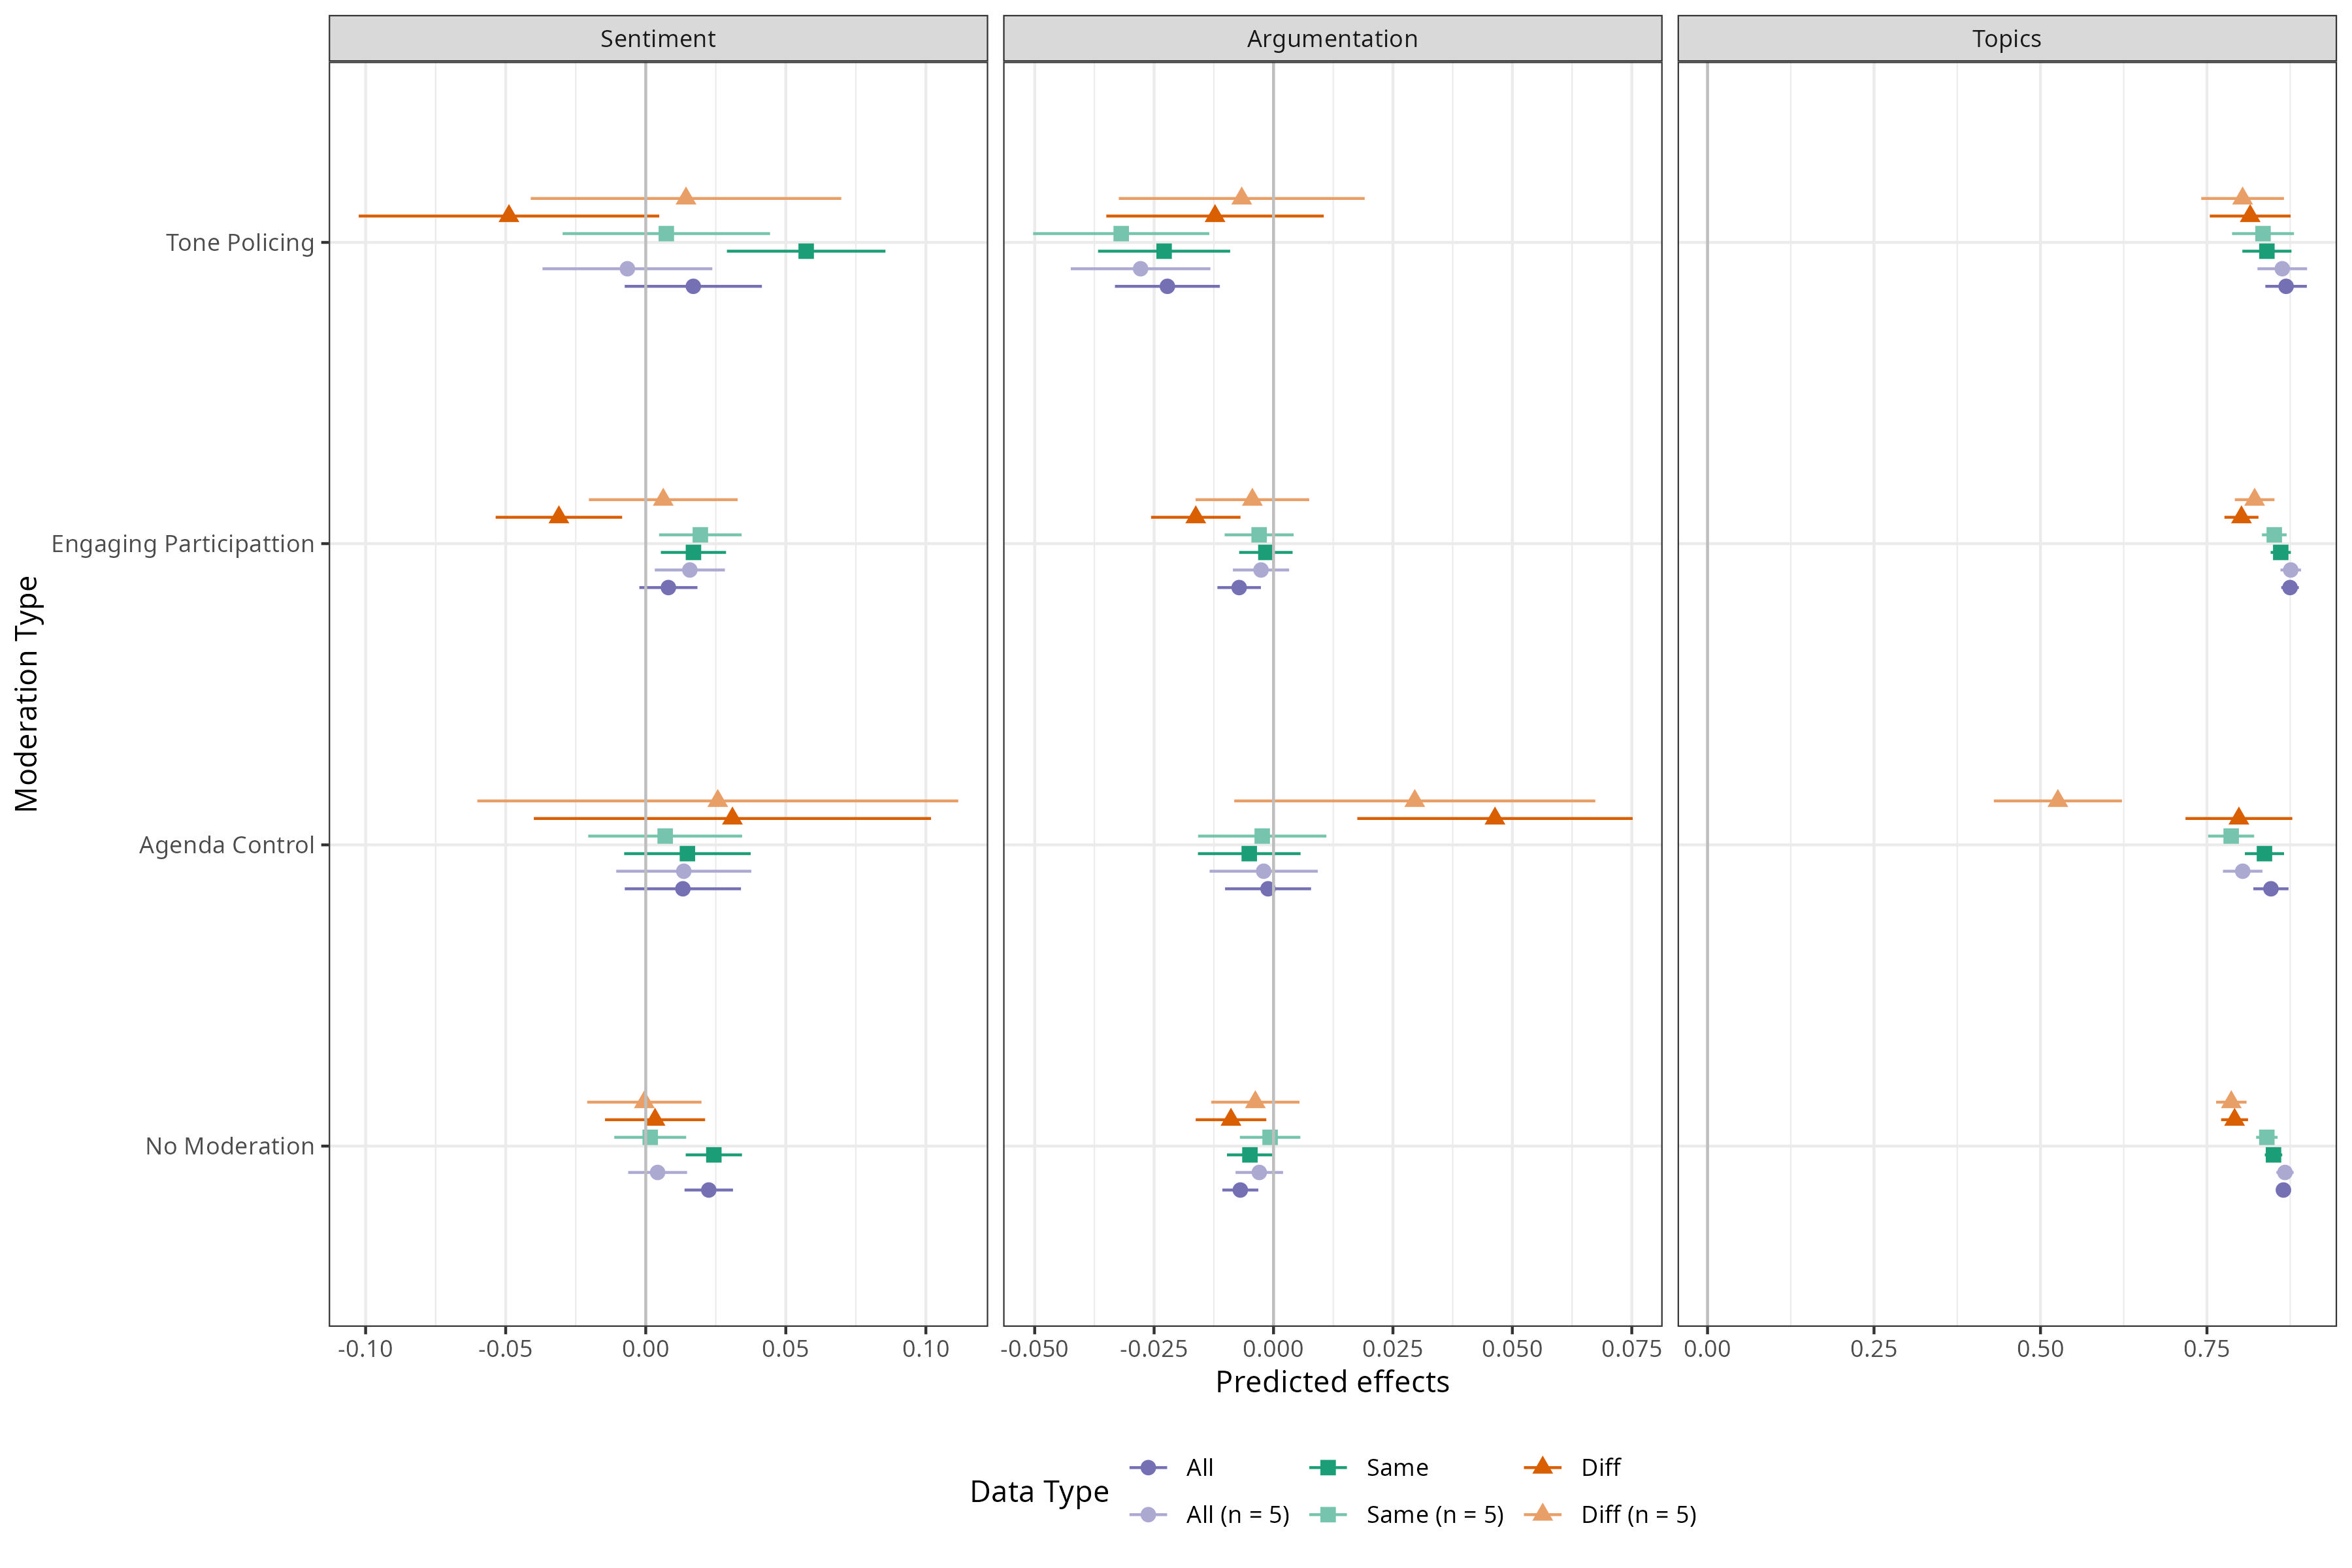 Sentiment Argumentation Topics
Moderation Type
Tone Policing
Engaging Participattion
Agenda Control
No Moderation
-0.10 -0.05 0.00 0.05 0.10 -0.050 -0.025 0.000 0.025 0.050 0.075 0.00 0.25 0.50 0.75
Predicted effects
Data Type
All Same Diff
All (n = 5) Same (n = 5) Diff (n = 5)